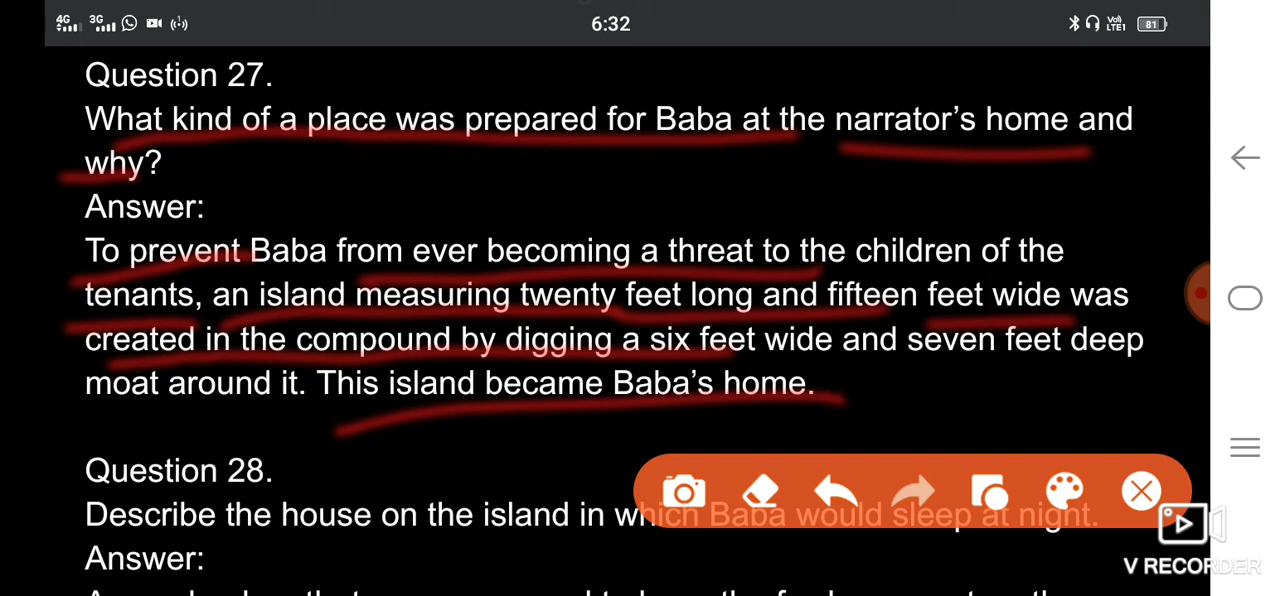 4G 3G 6:32 Vol) LTE1 81
Question 27.
What kind of a place was prepared for Baba at the narrator's home and
why?
Answer:
To prevent Baba from ever becoming a threat to the children of the
tenants, an island measuring twenty feet long and fifteen feet wide was
created in the compound by digging a six feet wide and seven feet deep
moat around it. This island became Baba's home.
Question 28.
Describe the house on the island in which Baba would sleep at night.
Answer:
V RECORDER